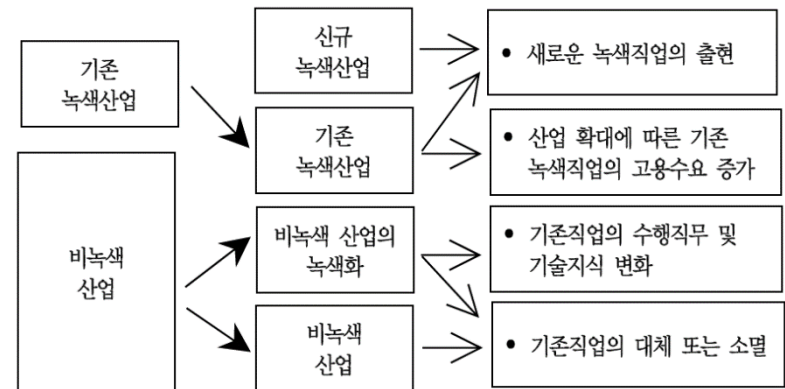 기존
녹색산업
비녹색
산업
신규
녹색산업
기존
녹색산업
비녹색 산업의
녹색화
비녹색
산업
• 새로운 녹색직업의 출현
• 산업 확대에 따른 기존
녹색직업의 고용수요 증가
• 기존직업의 수행직무 및
기술지식 변화
• 기존직업의 대체 또는 소멸